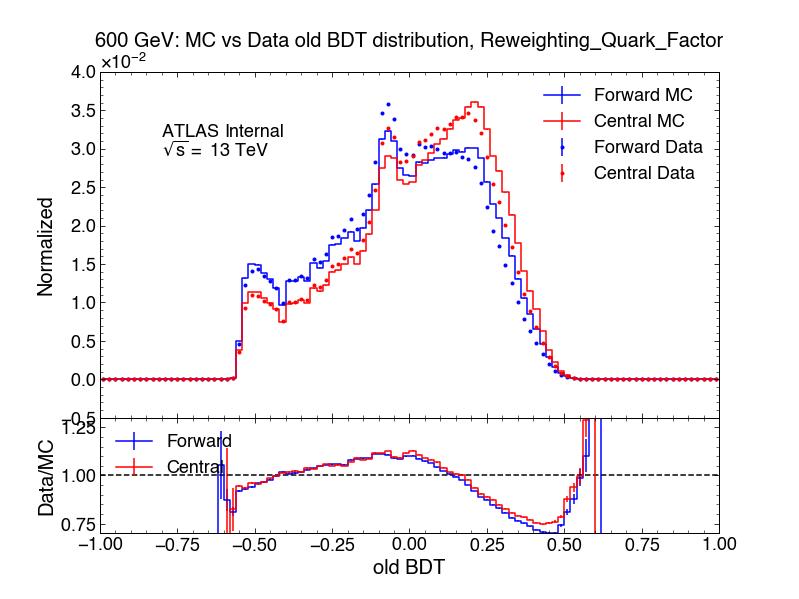 600 GeV: MC vs Data old BDT distribution, Reweighting_Quark_Factor
×10⁻²
4.0
3.5
3.0
2.5
2.0
1.5
1.0
0.5
0.0
−0.5
Normalized
ATLAS Internal
√s = 13 TeV
Forward MC
Central MC
Forward Data
Central Data
1.25
1.00
0.75
Data/MC
Forward
Central
−1.00 −0.75 −0.50 −0.25 0.00 0.25 0.50 0.75 1.00
old BDT